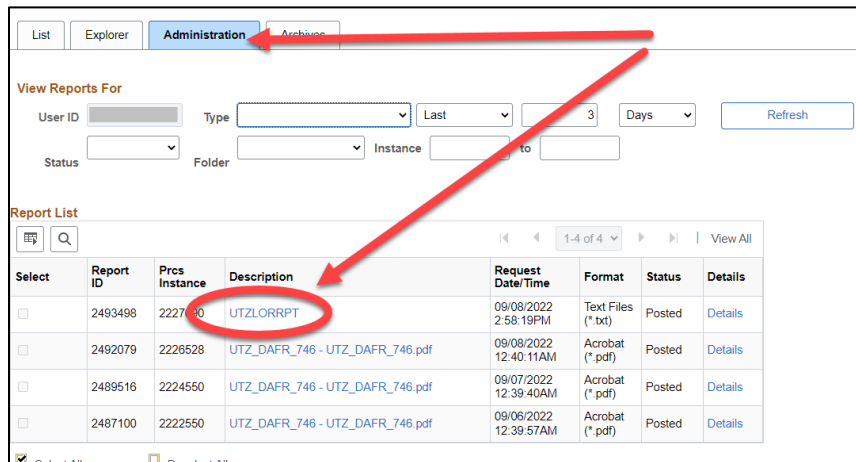 List Explorer Administration Archives
View Reports For
User ID Type Last 3 Days Refresh
Status Folder Instance to
Report List
1-4 of 4 | View All
Select Report ID Prcs Instance Description Request Date/Time Format Status Details
2493498 UTZLORRPT 09/08/2022 2:58:19PM Text Files (*.txt) Posted Details
2492079 2226528 UTZ_DAFR_746 - UTZ_DAFR_746.pdf 09/08/2022 12:40:11AM Acrobat (*.pdf) Posted Details
2489516 2224550 UTZ_DAFR_746 - UTZ_DAFR_746.pdf 09/07/2022 12:39:40AM Acrobat (*.pdf) Posted Details
2487100 2222550 UTZ_DAFR_746 - UTZ_DAFR_746.pdf 09/06/2022 12:39:57AM Acrobat (*.pdf) Posted Details